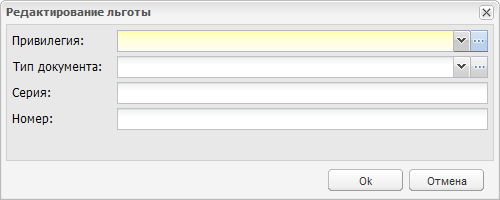 Редактирование льготы
Привилегия:
Тип документа:
Серия:
Номер:
Ok Отмена